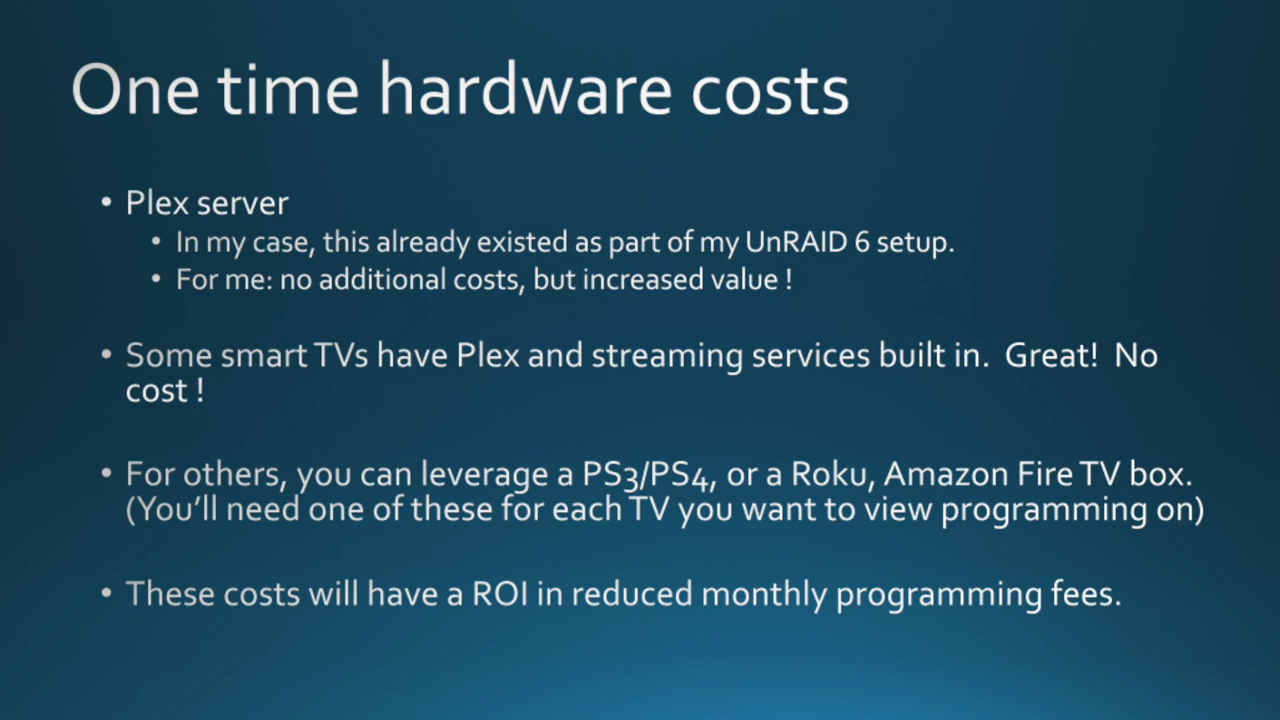 One time hardware costs
• Plex server
• In my case, this already existed as part of my UnRAID 6 setup.
• For me: no additional costs, but increased value !
• Some smart TVs have Plex and streaming services built in.  Great!  No
cost !
• For others, you can leverage a PS3/PS4, or a Roku, Amazon Fire TV box.
(You’ll need one of these for each TV you want to view programming on)
• These costs will have a ROI in reduced monthly programming fees.